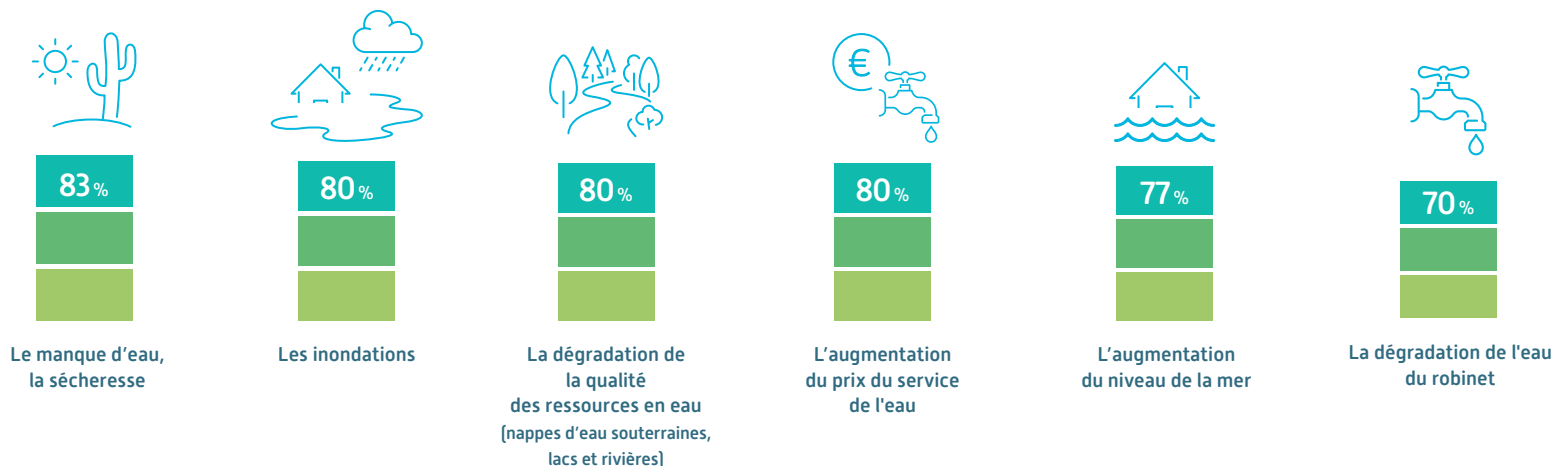 €
83 %
80 %
80 %
80 %
77 %
70 %
Le manque d’eau,
la sécheresse
Les inondations
La dégradation de
la qualité
des ressources en eau
(nappes d’eau souterraines,
lacs et rivières)
L’augmentation
du prix du service
de l'eau
L’augmentation
du niveau de la mer
La dégradation de l'eau
du robinet